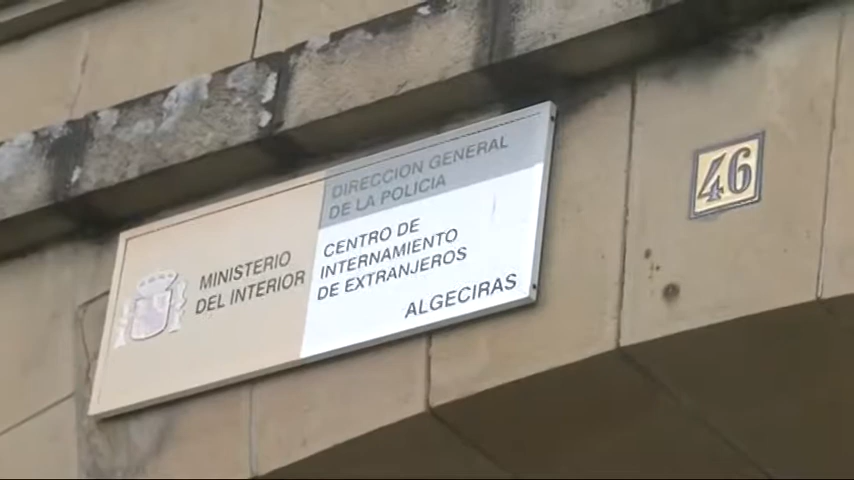 MINISTERIO
DEL INTERIOR
DIRECCION GENERAL
DE LA POLICIA
CENTRO DE
INTERNAMIENTO
DE EXTRANJEROS
ALGECIRAS
46